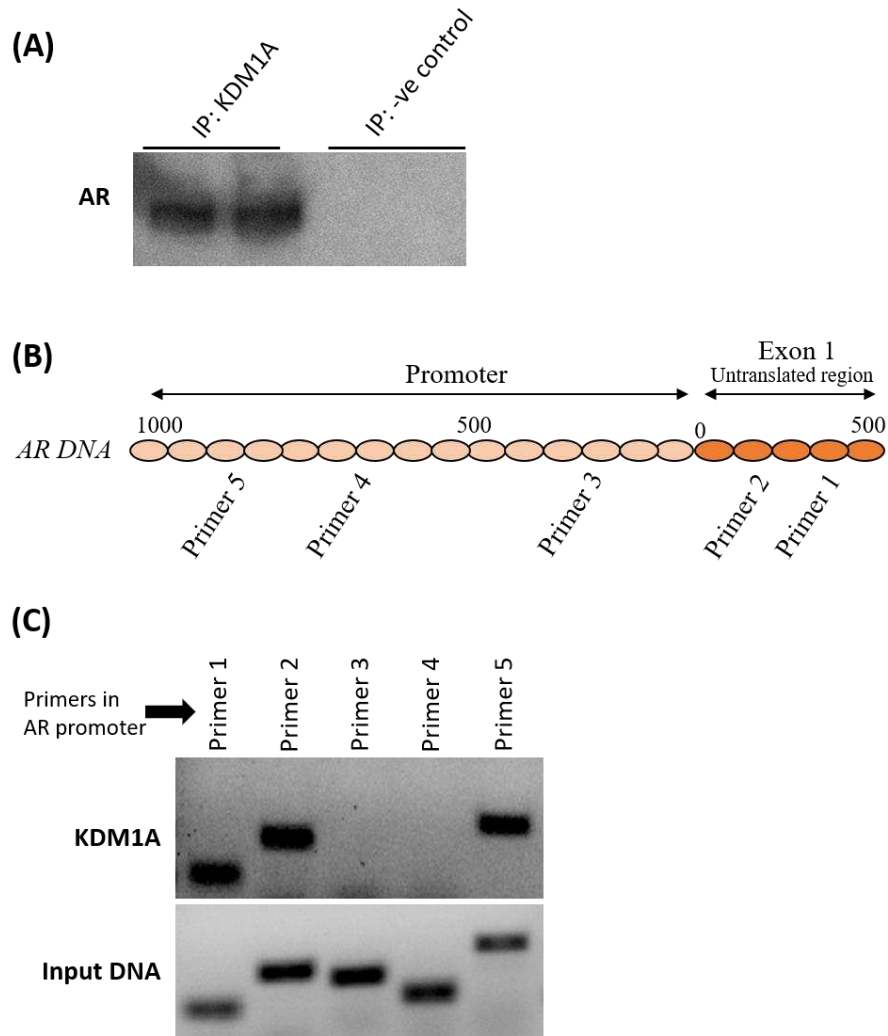 (A)
IP: KDM1A
IP: -ve control
AR
(B)
Promoter
Exon 1
Untranslated region
1000
500
0
500
AR DNA
Primer 5
Primer 4
Primer 3
Primer 2
Primer 1
(C)
Primers in
AR promoter
Primer 1
Primer 2
Primer 3
Primer 4
Primer 5
KDM1A
Input DNA